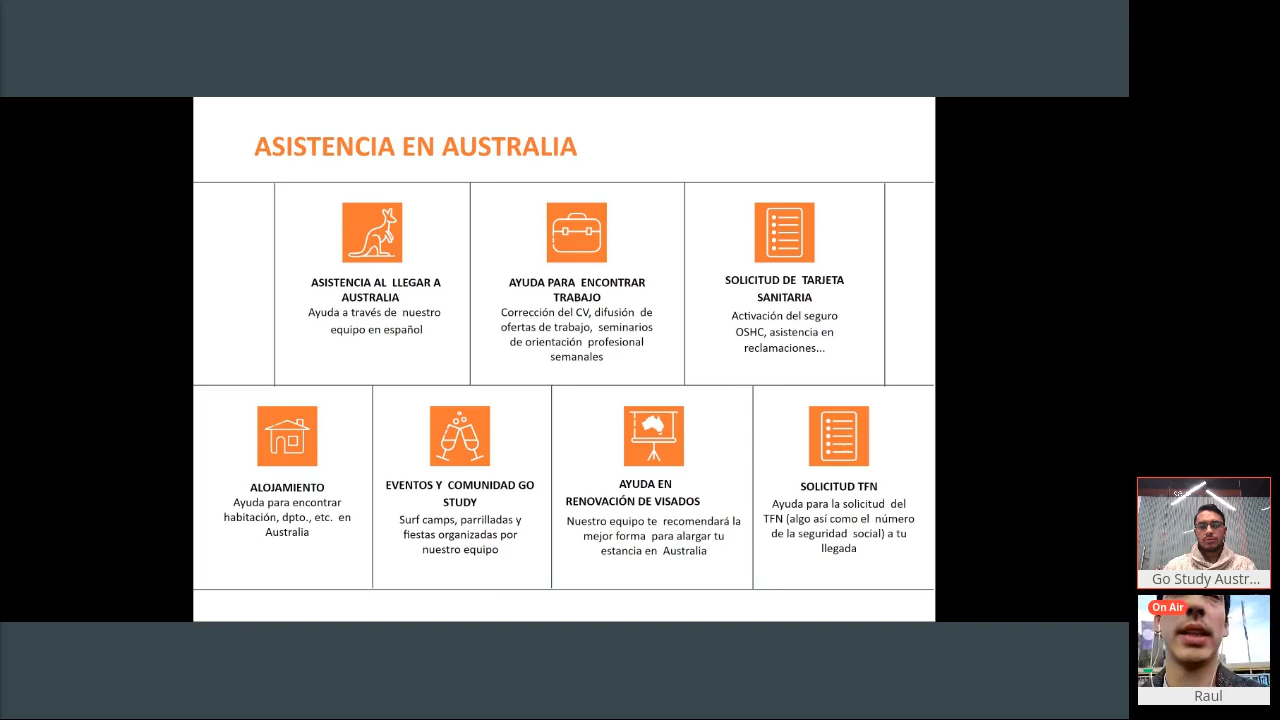 ASISTENCIA EN AUSTRALIA
ASISTENCIA AL LLEGAR A
AUSTRALIA
Ayuda a través de nuestro
equipo en español
AYUDA PARA ENCONTRAR
TRABAJO
Corrección del CV, difusión de
ofertas de trabajo, seminarios
de orientación profesional
semanales
SOLICITUD DE TARJETA
SANITARIA
Activación del seguro
OSHC, asistencia en
reclamaciones...
ALOJAMIENTO
Ayuda para encontrar
habitación, dpto., etc. en
Australia
EVENTOS Y COMUNIDAD GO
STUDY
Surf camps, parrilladas y
fiestas organizadas por
nuestro equipo
AYUDA EN
RENOVACIÓN DE VISADOS
Nuestro equipo te recomendará la
mejor forma para alargar tu
estancia en Australia
SOLICITUD TFN
Ayuda para la solicitud del
TFN (algo así como el número
de la seguridad social) a tu
llegada
Go Study Austr...
On Air
Raul